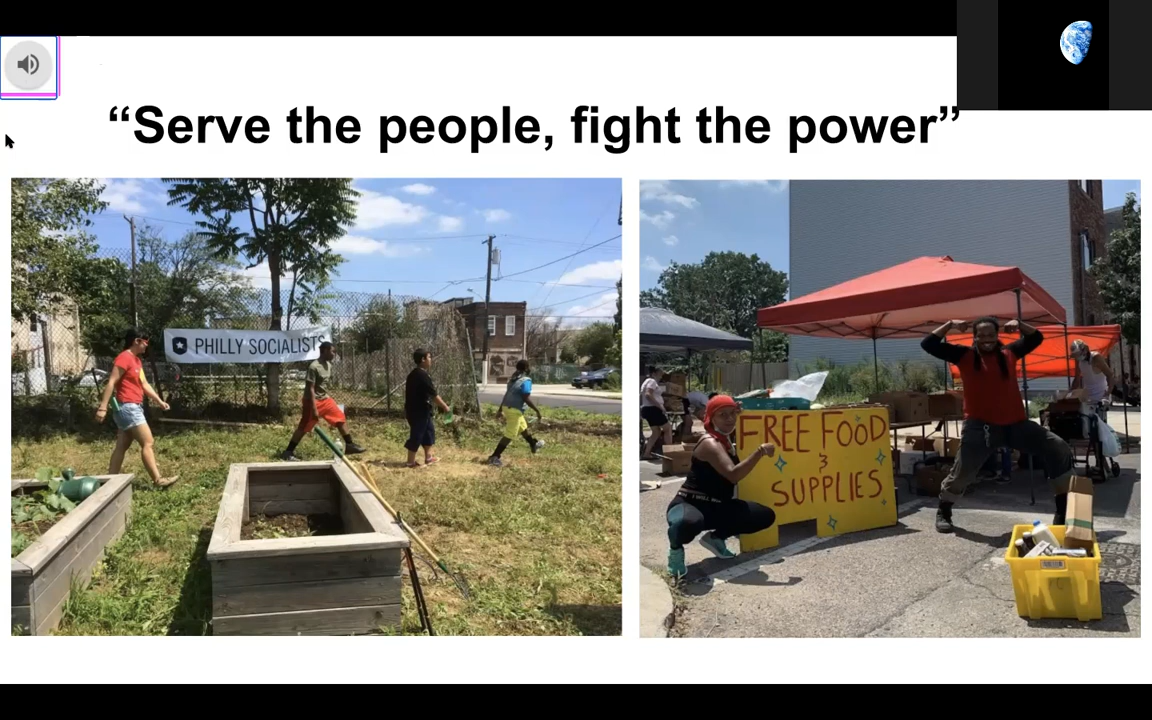 “Serve the people, fight the power”
PHILLY SOCIALISTS
FREE FOOD
&
SUPPLIES